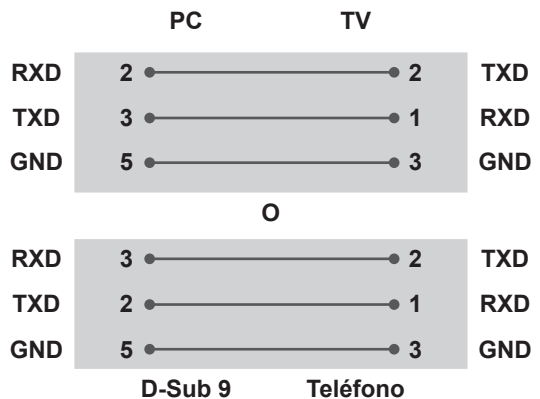 PC TV
RXD 2 2 TXD
TXD 3 1 RXD
GND 5 3 GND
O
RXD 3 2 TXD
TXD 2 1 RXD
GND 5 3 GND
D-Sub 9 Teléfono